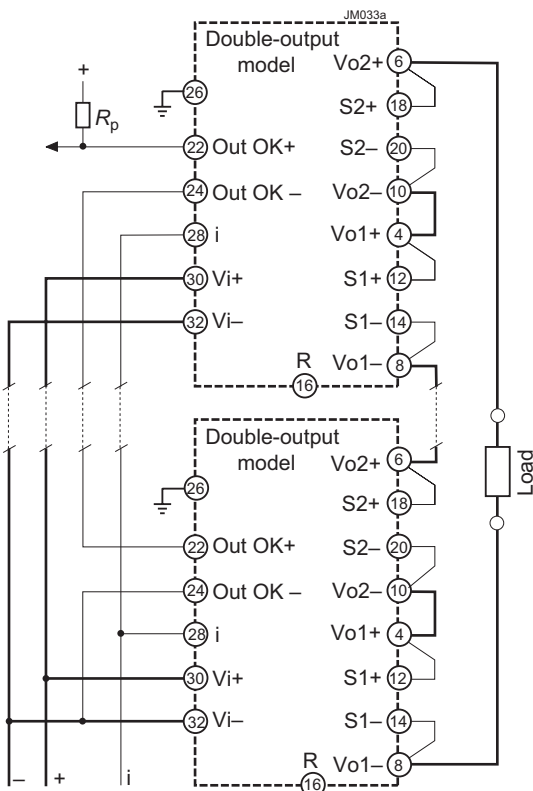 JM033a
Double-output
model
+
Rp
26
22 Out OK+
24 Out OK –
28 i
30 Vi+
32 Vi–
R
16
Vo2+ 6
S2+ 18
S2– 20
Vo2– 10
Vo1+ 4
S1+ 12
S1– 14
Vo1– 8
Double-output
model
26
22 Out OK+
24 Out OK –
28 i
30 Vi+
32 Vi–
R
16
Vo2+ 6
S2+ 18
S2– 20
Vo2– 10
Vo1+ 4
S1+ 12
S1– 14
Vo1– 8
Load
– + i